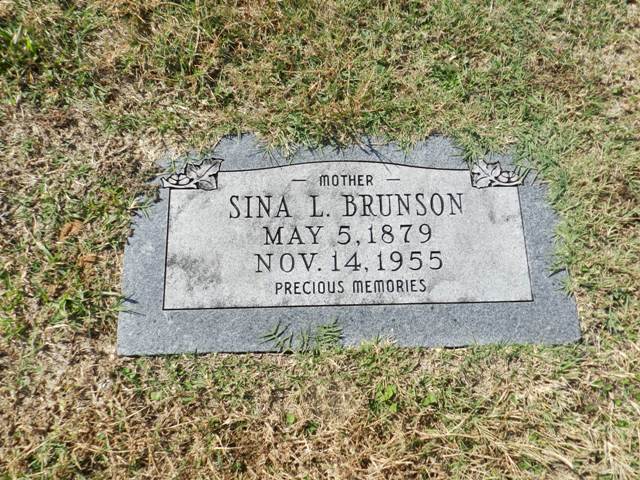 — MOTHER —
SINA L. BRUNSON
MAY 5, 1879
NOV. 14, 1955
PRECIOUS MEMORIES